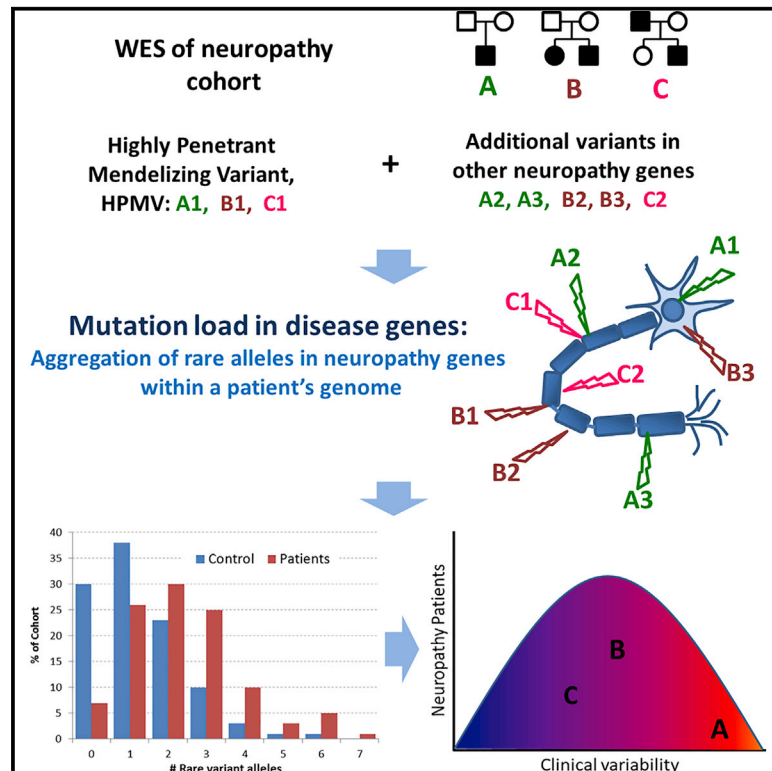 WES of neuropathy
cohort
A B C
Highly Penetrant
Mendelizing Variant,
HPMV: A1, B1, C1
+
Additional variants in
other neuropathy genes
A2, A3, B2, B3, C2
Mutation load in disease genes:
Aggregation of rare alleles in neuropathy genes
within a patient's genome
A1
A2
C1
B3
C2
B1
B2
A3
% of Cohort
40
35
30
25
20
15
10
5
0
Control Patients
0 1 2 3 4 5 6 7
# Rare variant alleles
Neuropathy Patients
B
C
A
Clinical variability